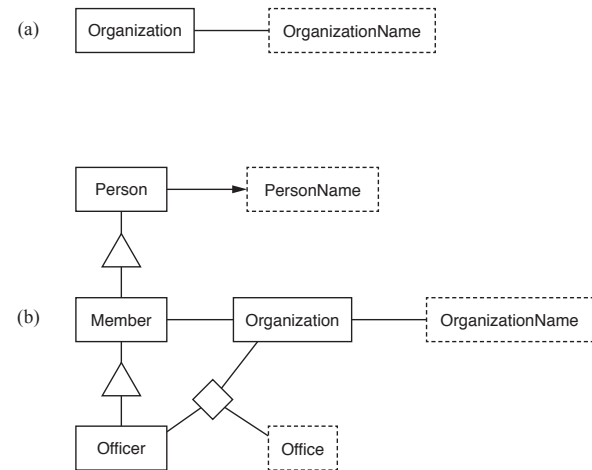 (a)
Organization
OrganizationName
Person
PersonName
(b)
Member
Organization
OrganizationName
Officer
Office